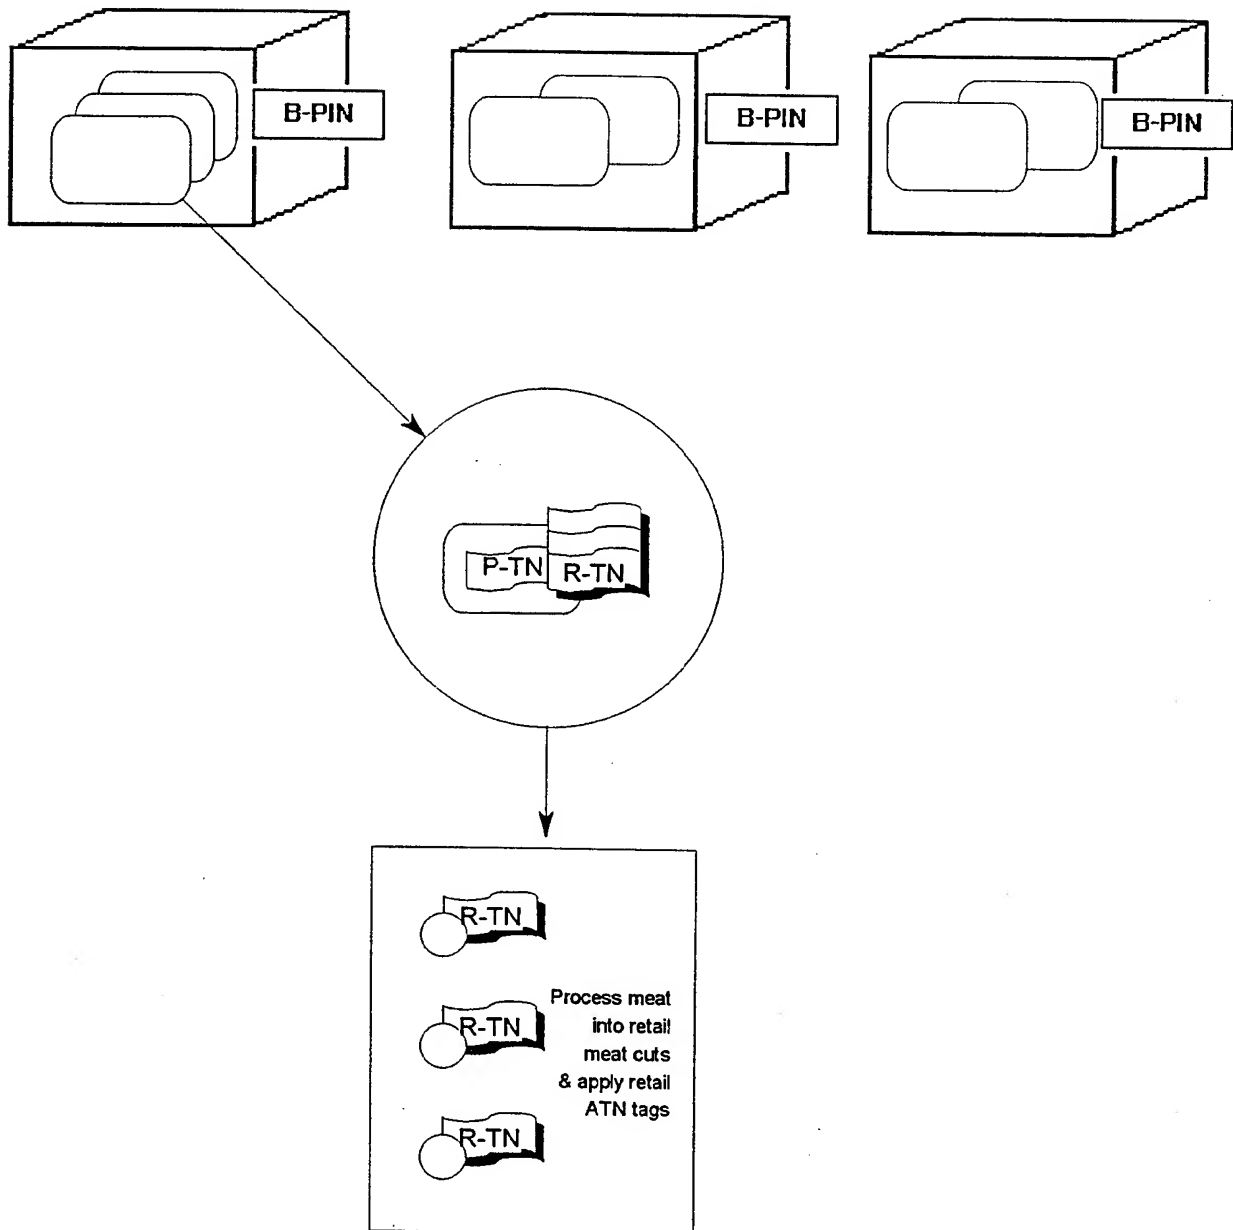 B-PIN
B-PIN
B-PIN
P-TN
R-TN
R-TN
R-TN
R-TN
Process meat
into retail
meat cuts
& apply retail
ATN tags